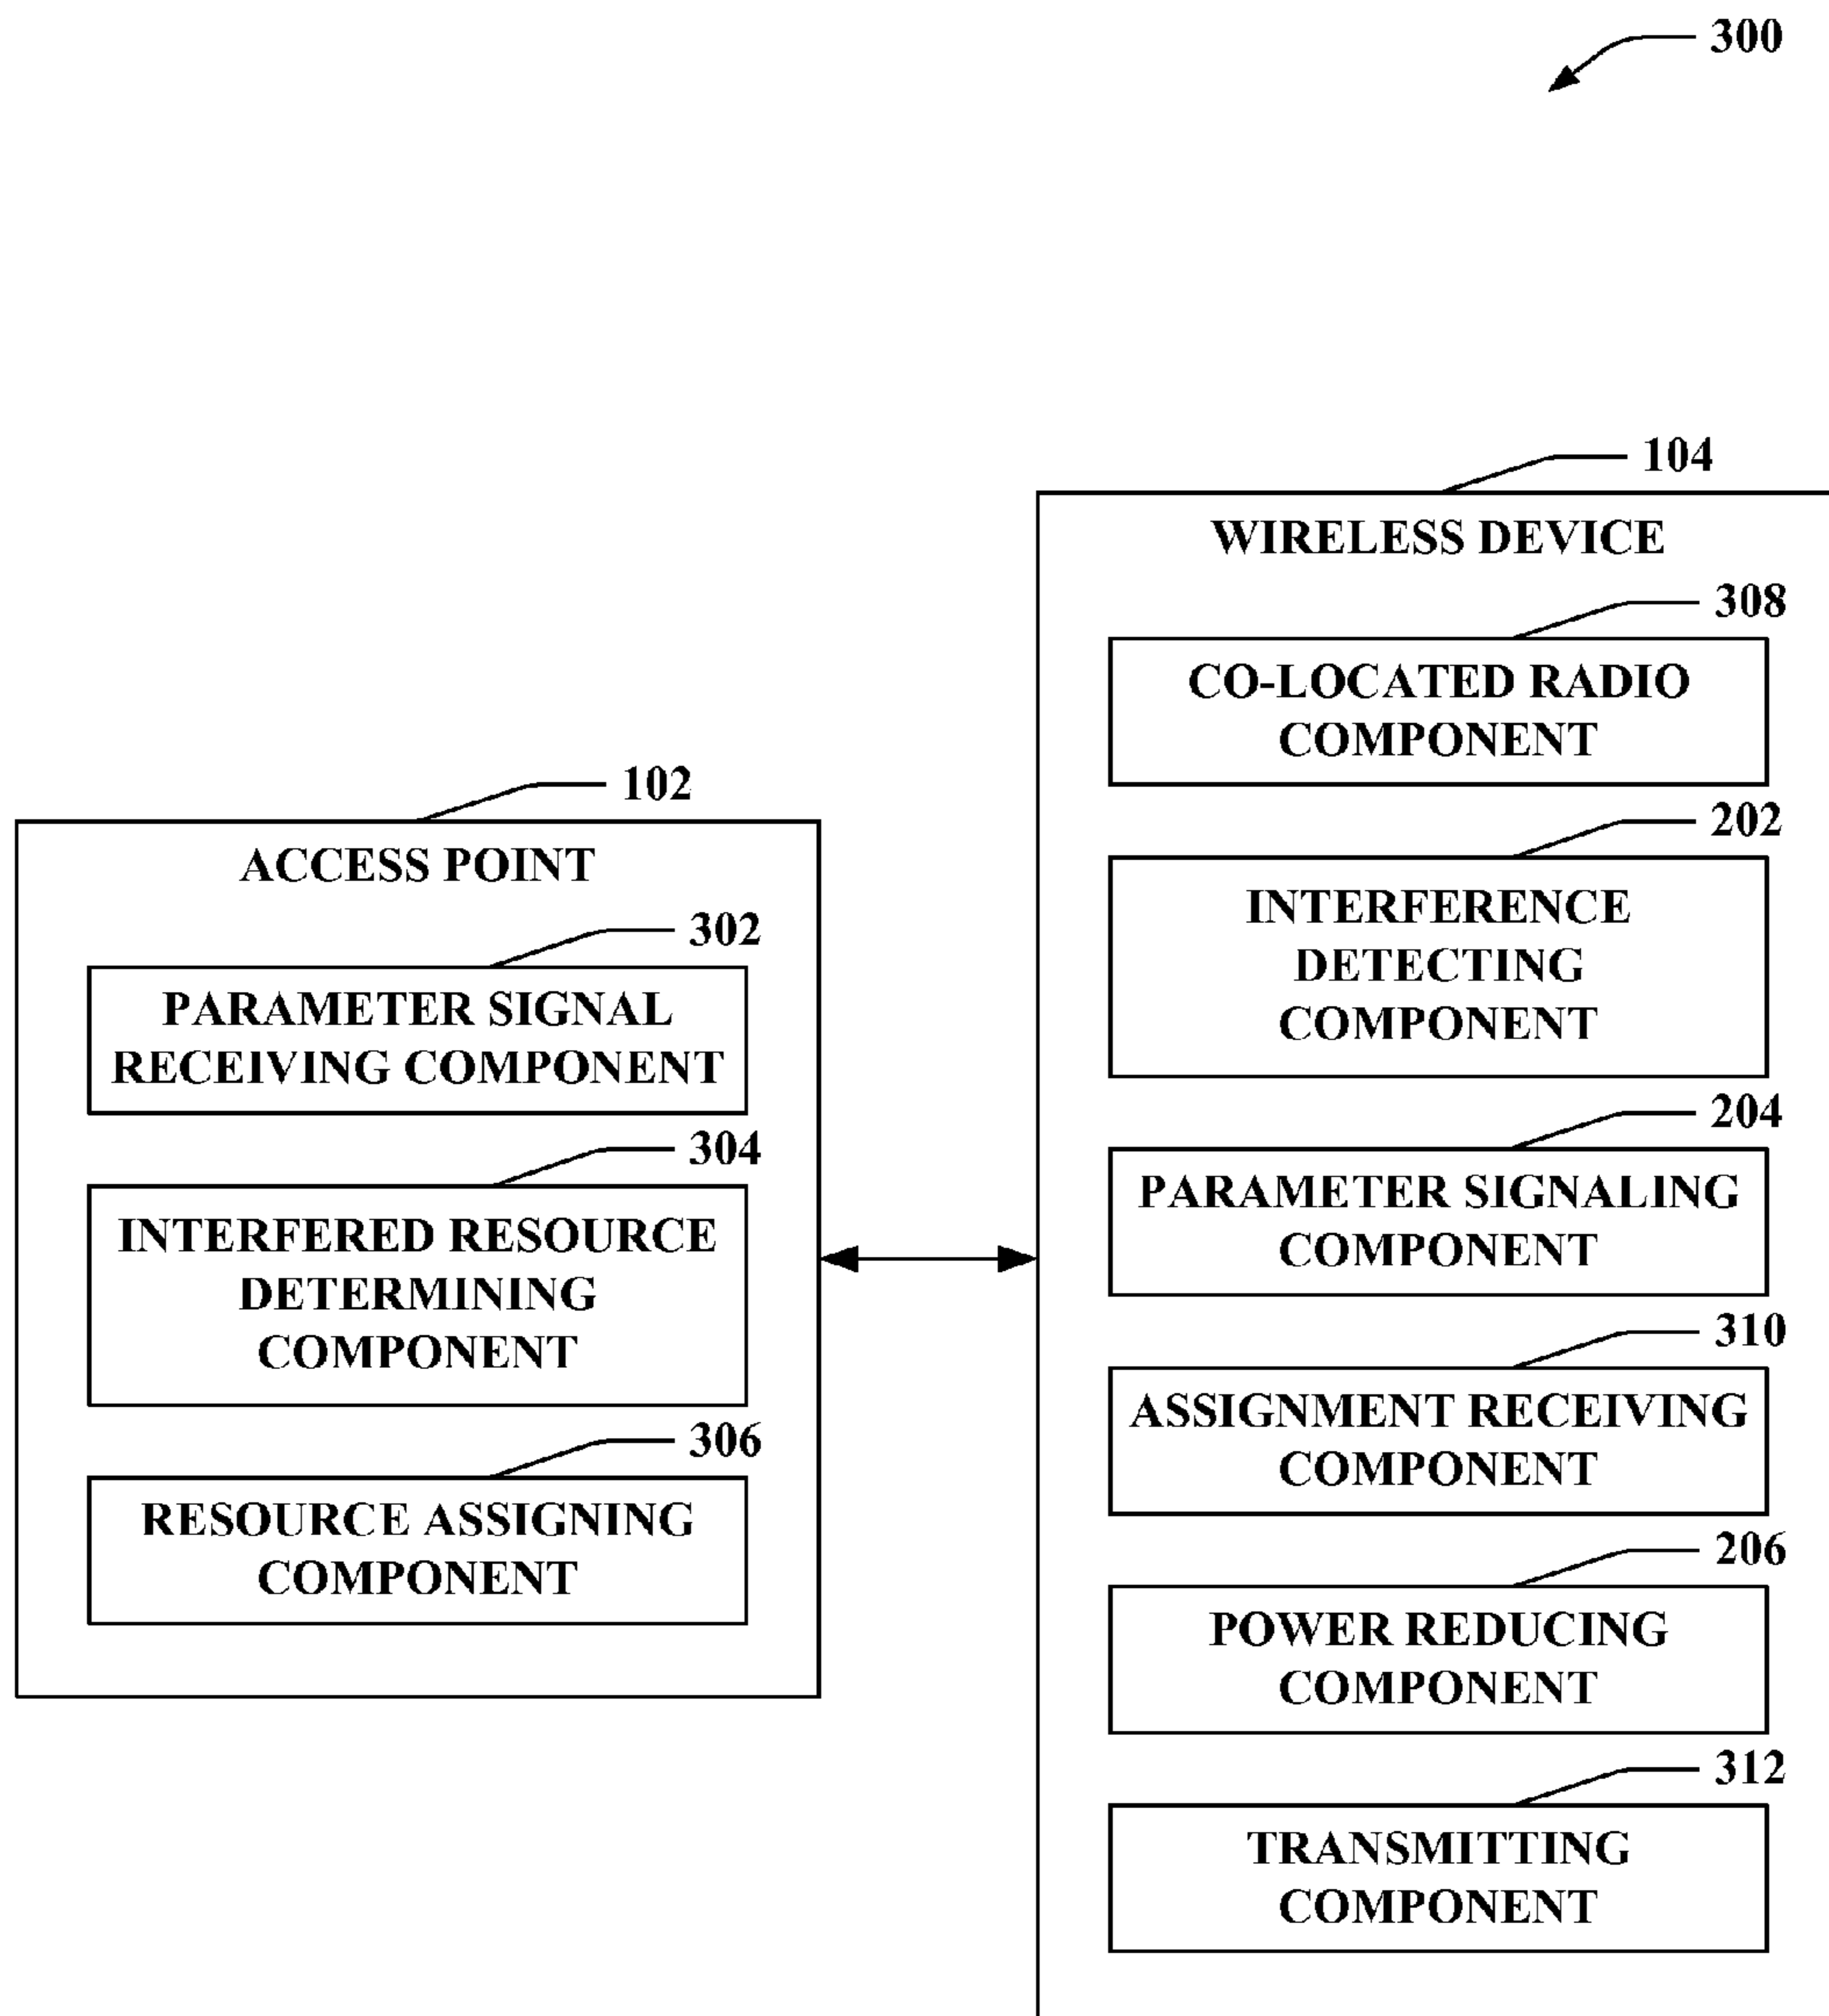 300
102
ACCESS POINT
302
PARAMETER SIGNAL
RECEIVING COMPONENT
304
INTERFERED RESOURCE
DETERMINING
COMPONENT
306
RESOURCE ASSIGNING
COMPONENT
104
WIRELESS DEVICE
308
CO-LOCATED RADIO
COMPONENT
202
INTERFERENCE
DETECTING
COMPONENT
204
PARAMETER SIGNALING
COMPONENT
310
ASSIGNMENT RECEIVING
COMPONENT
206
POWER REDUCING
COMPONENT
312
TRANSMITTING
COMPONENT